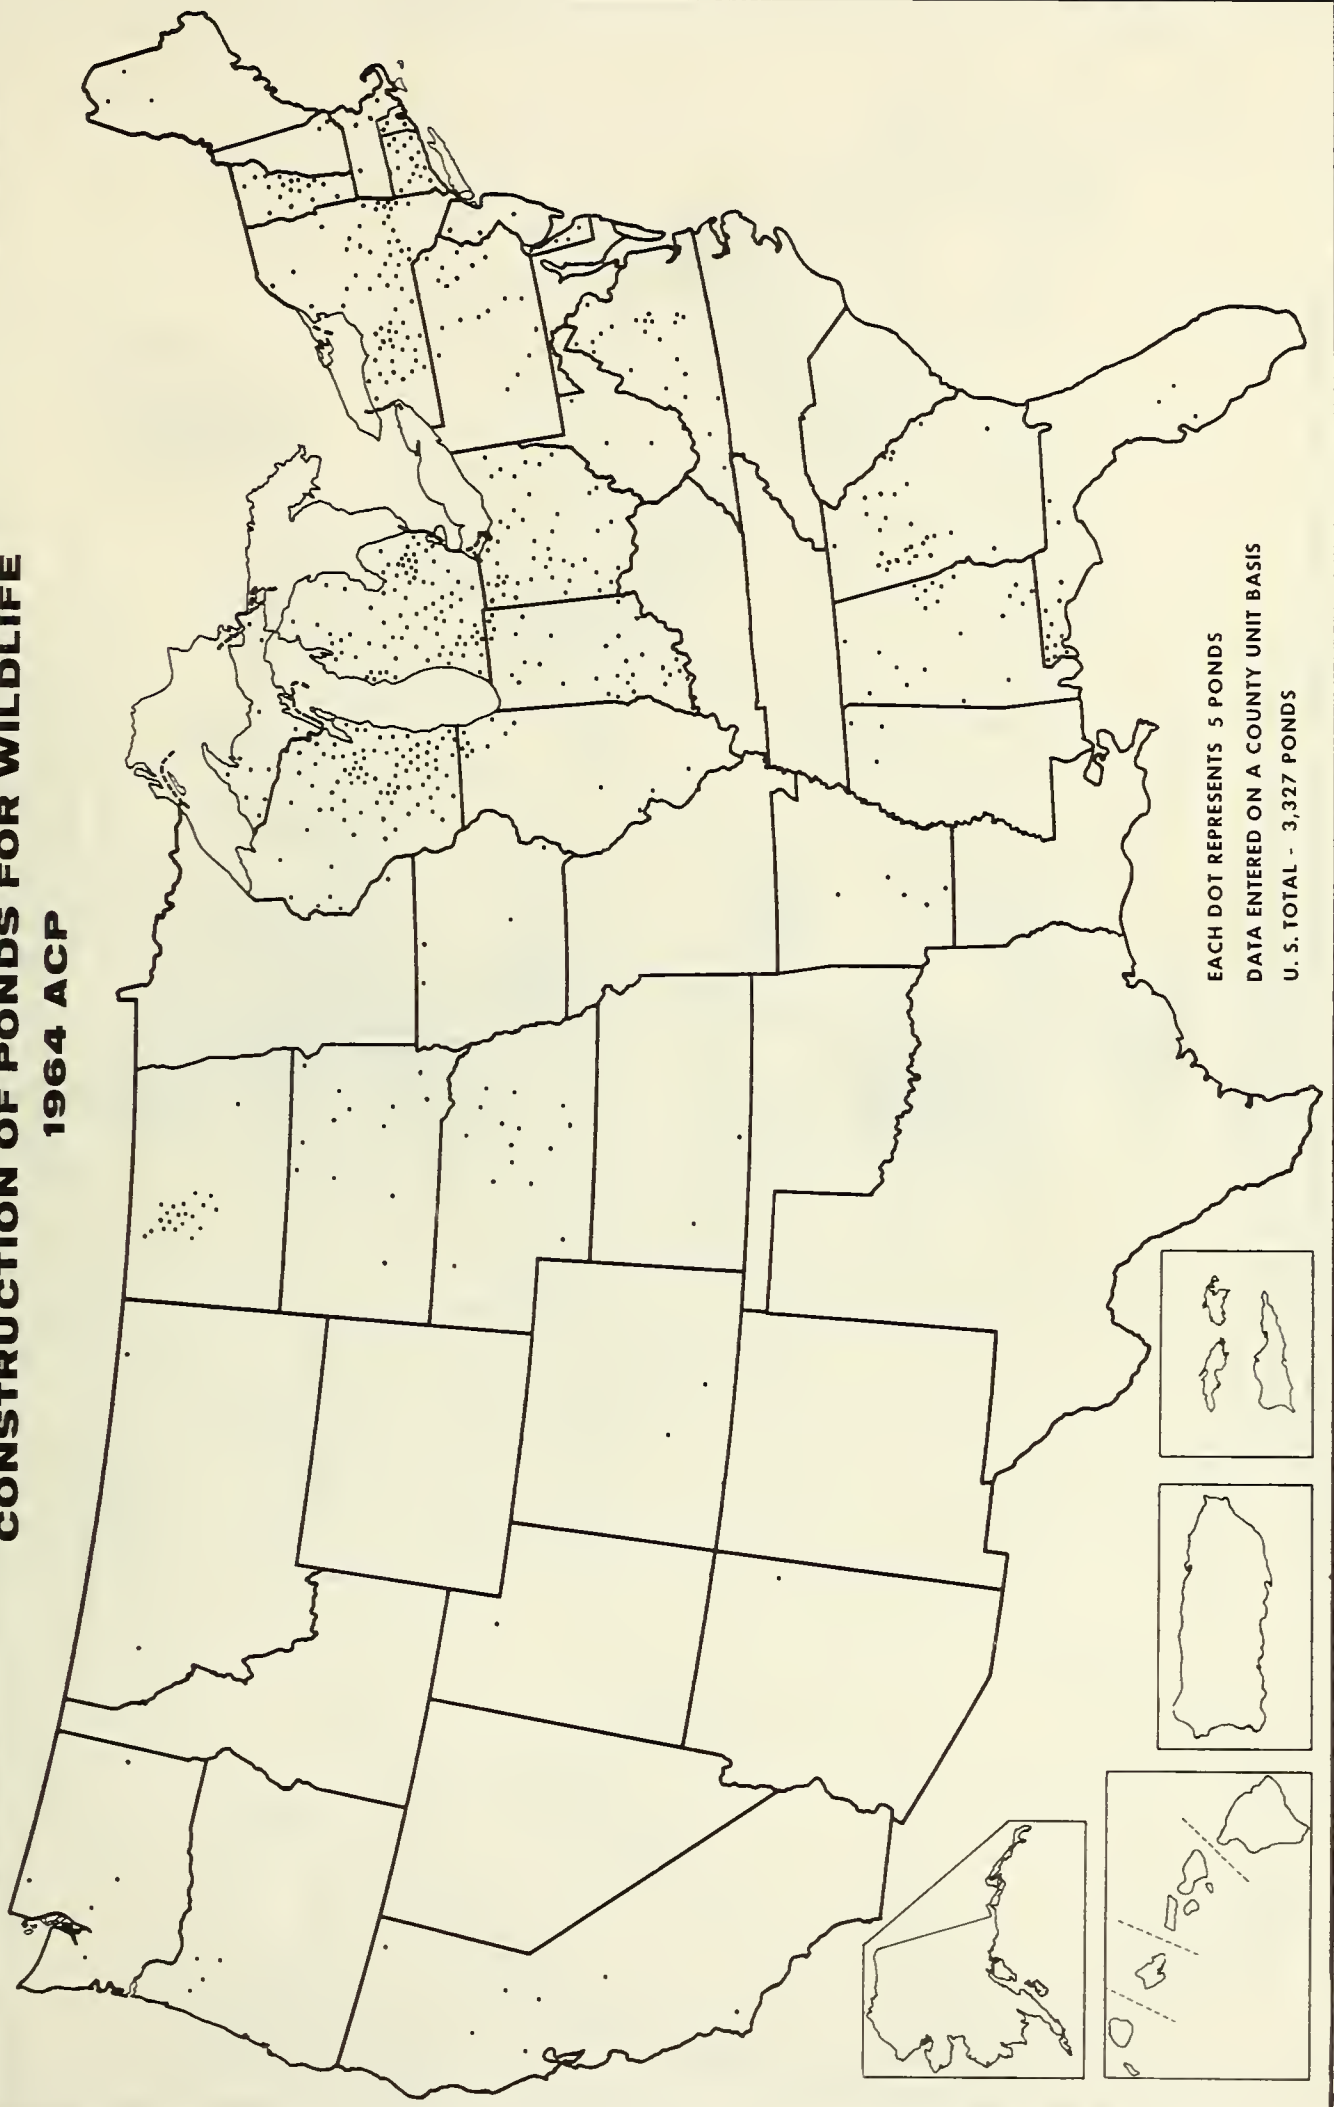 CONSTRUCTION OF PONDS FOR WILDLIFE
1964 ACP
EACH DOT REPRESENTS 5 PONDS
DATA ENTERED ON A COUNTY UNIT BASIS
U. S. TOTAL - 3,327 PONDS